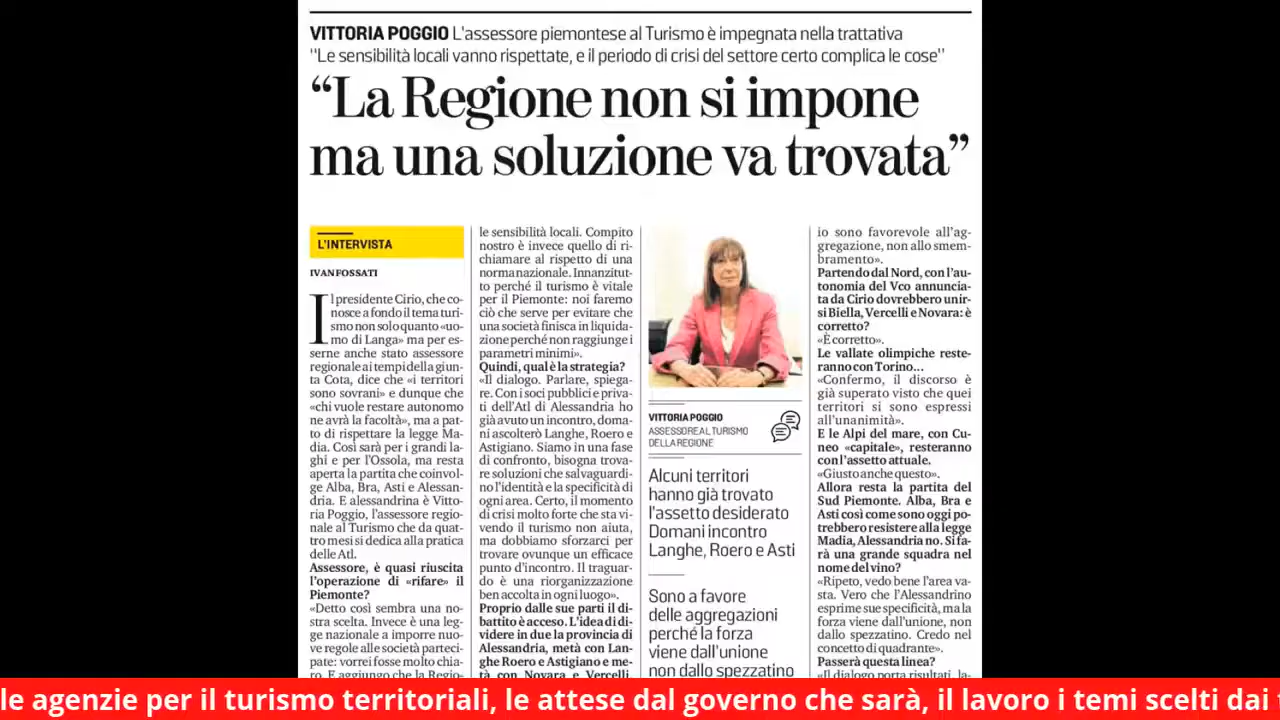 VITTORIA POGGIO L'assessore piemontese al Turismo è impegnata nella trattativa
"Le sensibilità locali vanno rispettate, e il periodo di crisi del settore certo complica le cose"
“La Regione non si impone
ma una soluzione va trovata”
L'INTERVISTA
IVAN FOSSATI
Il presidente Cirio, che co-
nosce a fondo il tema turi-
smo non solo quanto «uo-
mo di Langa» ma per es-
serne anche stato assessore
regionale ai tempi della giun-
ta Cota, dice che «i territori
sono sovrani» e dunque che
«chi vuole restare autonomo
ne avrà la facoltà», ma a pat-
to di rispettare la legge Ma-
dia. Così sarà per i grandi la-
ghi e per l'Ossola, ma resta
aperta la partita che coinvol-
ge Alba, Bra, Asti e Alessan-
dria. E alessandrina è Vitto-
ria Poggio, l'assessore regio-
nale al Turismo che da quat-
tro mesi si dedica alla pratica
delle Atl.
Assessore, è quasi riuscita
l'operazione di «rifare» il
Piemonte?
«Detto così sembra una no-
stra scelta. Invece è una leg-
ge nazionale a imporre nuo-
ve regole alle società parteci-
pate: vorrei fosse molto chia-
ro. E aggiungo che la Regio-
le sensibilità locali. Compito
nostro è invece quello di ri-
chiamare al rispetto di una
norma nazionale. Innanzitut-
to perché il turismo è vitale
per il Piemonte: noi faremo
ciò che serve per evitare che
una società finisca in liquida-
zione perché non raggiunge i
parametri minimi».
Quindi, qual è la strategia?
«Il dialogo. Parlare, spiega-
re. Con i soci pubblici e priva-
ti dell'Atl di Alessandria ho
già avuto un incontro, doma-
ni ascolterò Langhe, Roero e
Astigiano. Siamo in una fase
di confronto, bisogna trova-
re soluzioni che salvaguardi-
no l'identità e la specificità di
ogni area. Certo, il momento
di crisi molto forte che sta vi-
vendo il turismo non aiuta,
ma dobbiamo sforzarci per
trovare ovunque un efficace
punto d'incontro. Il traguar-
do è una riorganizzazione
ben accolta in ogni luogo».
Proprio dalle sue parti il di-
battito è acceso. L'idea di di-
videre in due la provincia di
Alessandria, metà con Lan-
ghe Roero e Astigiano e me-
tà con Novara e Vercelli,
VITTORIA POGGIO
ASSESSORE AL TURISMO
DELLA REGIONE
Alcuni territori
hanno già trovato
l'assetto desiderato
Domani incontro
Langhe, Roero e Asti
Sono a favore
delle aggregazioni
perché la forza
viene dall'unione
non dallo spezzatino
io sono favorevole all'ag-
gregazione, non allo smem-
bramento».
Partendo dal Nord, con l'au-
tonomia del Vco annuncia-
ta da Cirio dovrebbero unir-
si Biella, Vercelli e Novara: è
corretto?
«È corretto».
Le vallate olimpiche reste-
ranno con Torino...
«Confermo, il discorso è
già superato visto che quei
territori si sono espressi
all'unanimità».
E le Alpi del mare, con Cu-
neo «capitale», resteranno
con l'assetto attuale.
«Giusto anche questo».
Allora resta la partita del
Sud Piemonte. Alba, Bra e
Asti così come sono oggi po-
trebbero resistere alla legge
Madia, Alessandria no. Si fa-
rà una grande squadra nel
nome del vino?
«Ripeto, vedo bene l'area va-
sta. Vero che l'Alessandrino
esprime sue specificità, ma la
forza viene dall'unione, non
dallo spezzatino. Credo nel
concetto di quadrante».
Passerà questa linea?
«Il dialogo porta risultati, la-
le agenzie per il turismo territoriali, le attese dal governo che sarà, il lavoro i temi scelti dai